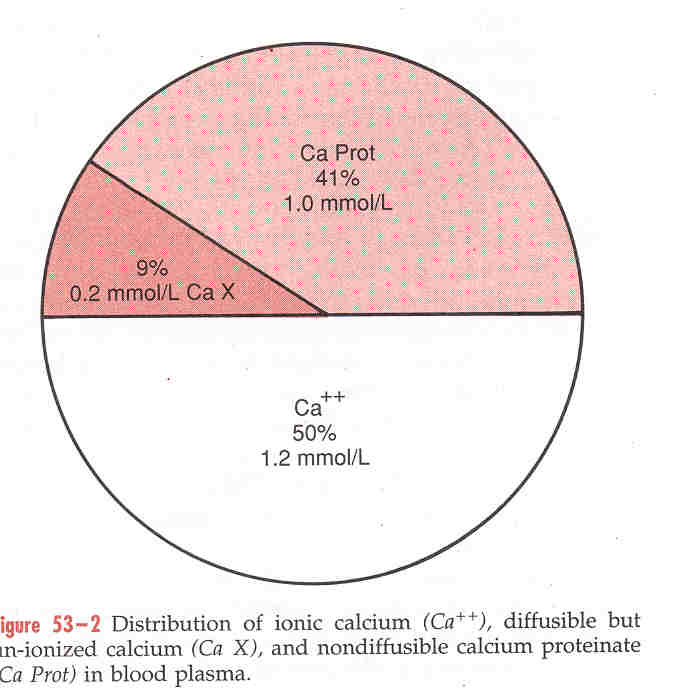 Ca Prot
41%
1.0 mmol/L
9%
0.2 mmol/L Ca X
Ca++
50%
1.2 mmol/L
igure 53–2 Distribution of ionic calcium (Ca++), diffusible but
un-ionized calcium (Ca X), and nondiffusible calcium proteinate
Ca Prot) in blood plasma.